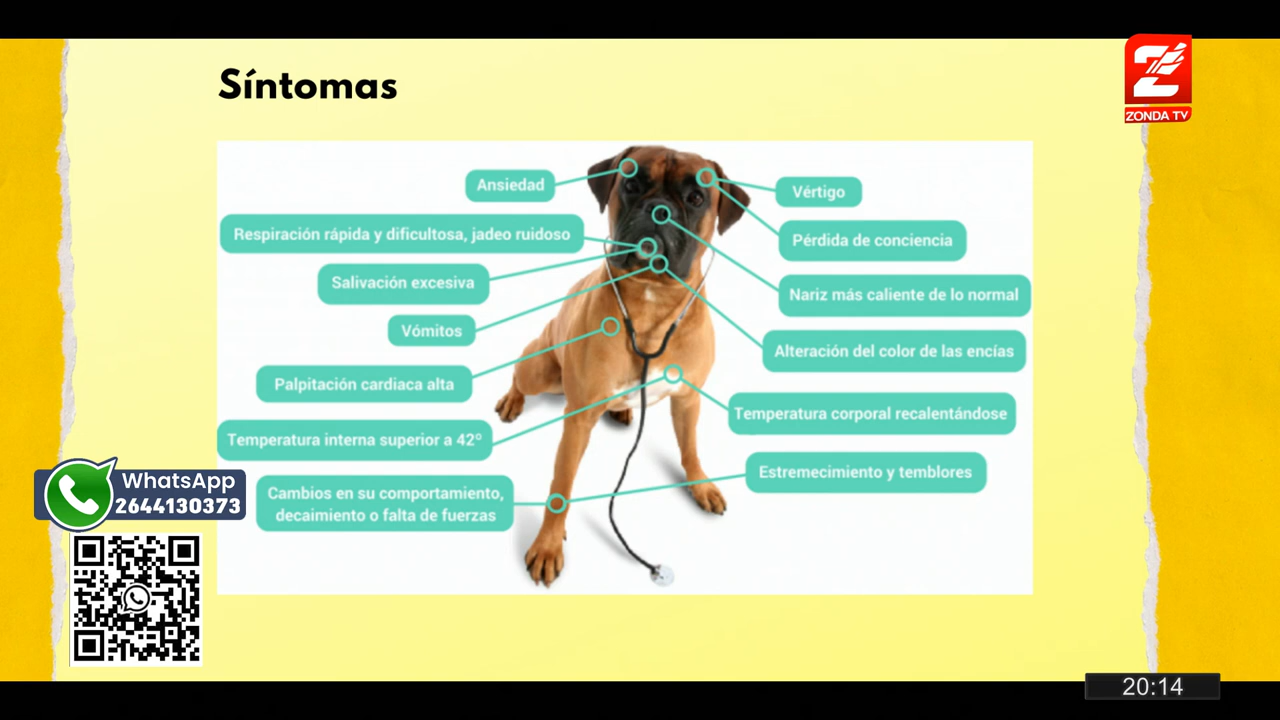 Síntomas
Z
ZONDA TV
Ansiedad
Respiración rápida y dificultosa, jadeo ruidoso
Salivación excesiva
Vómitos
Palpitación cardiaca alta
Temperatura interna superior a 42º
Cambios en su comportamiento,
decaimiento o falta de fuerzas
Vértigo
Pérdida de conciencia
Nariz más caliente de lo normal
Alteración del color de las encías
Temperatura corporal recalentándose
Estremecimiento y temblores
WhatsApp
2644130373
20:14